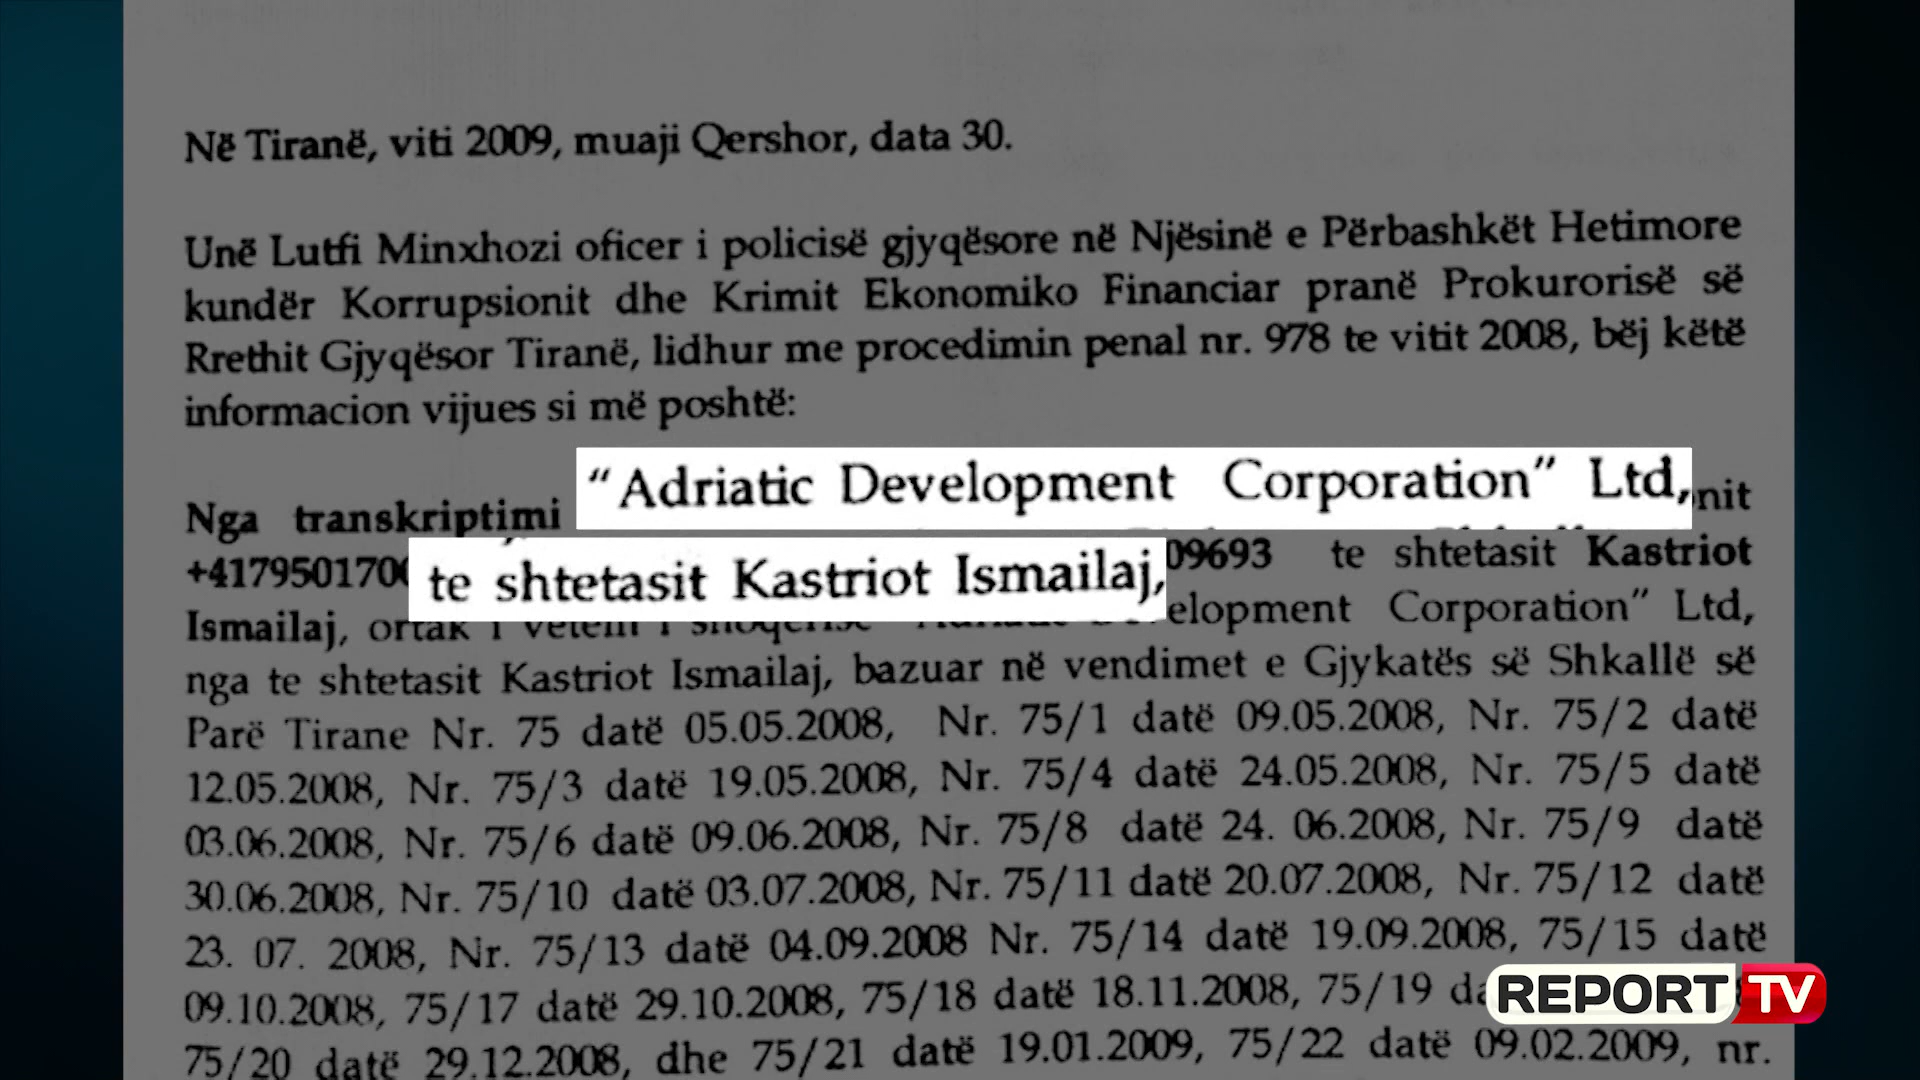 Në Tiranë, viti 2009, muaji Qershor, data 30.
Unë Lutfi Minxhozi oficer i policisë gjyqësore në Njësinë e Përbashkët Hetimore
kundër Korrupsionit dhe Krimit Ekonomiko Financiar pranë Prokurorisë së
Rrethit Gjyqësor Tiranë, lidhur me procedimin penal nr. 978 te vitit 2008, bëj këtë
informacion vijues si më poshtë:
Nga transkriptimi “Adriatic Development Corporation” Ltd,
te shtetasit Kastriot Ismailaj, 09693 te shtetasit Kastriot
Ismailaj, ortak i vetëm i shoqërisë Development Corporation” Ltd,
nga te shtetasit Kastriot Ismailaj, bazuar në vendimet e Gjykatës së Shkallë së
Parë Tirane Nr. 75 datë 05.05.2008, Nr. 75/1 datë 09.05.2008, Nr. 75/2 datë
12.05.2008, Nr. 75/3 datë 19.05.2008, Nr. 75/4 datë 24.05.2008, Nr. 75/5 datë
03.06.2008, Nr. 75/6 datë 09.06.2008, Nr. 75/8 datë 24. 06.2008, Nr. 75/9 datë
30.06.2008, Nr. 75/10 datë 03.07.2008, Nr. 75/11 datë 20.07.2008, Nr. 75/12 datë
23. 07. 2008, Nr. 75/13 datë 04.09.2008 Nr. 75/14 datë 19.09.2008, 75/15 datë
09.10.2008, 75/17 datë 29.10.2008, 75/18 datë 18.11.2008, 75/19
75/20 datë 29.12.2008, dhe 75/21 datë 19.01.2009, 75/22 datë 09.02.2009, nr.
REPORT TV